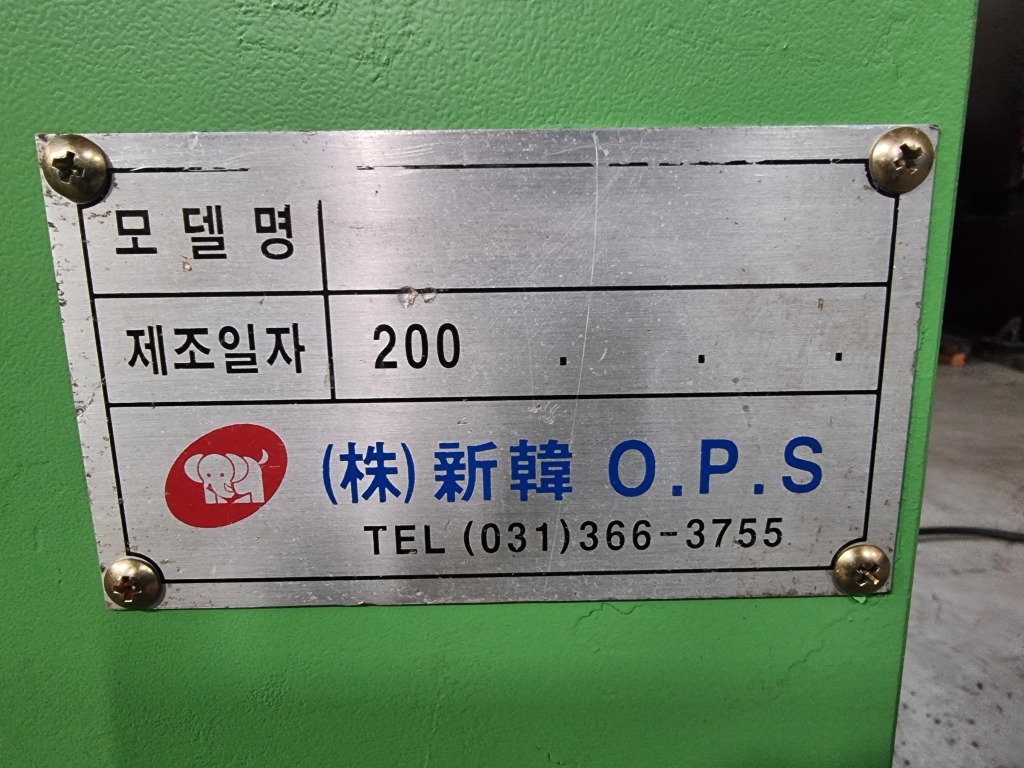 모델명
제조일자 200 . . .
(株)新韓 O.P.S
TEL (031)366-3755